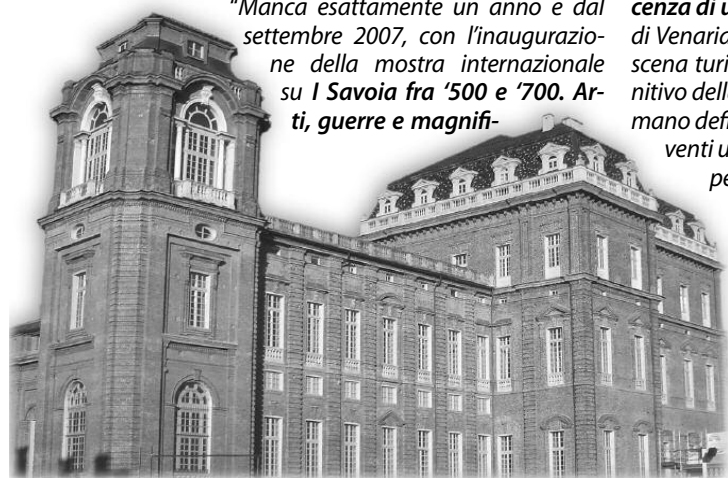 “Manca esattamente un anno e dal
settembre 2007, con l’inaugurazio-
ne della mostra internazionale
su I Savoia fra ‘500 e ‘700. Ar-
ti, guerre e magnifi-
cenza di u
di Venaria
scena turi
nitivo dell
mano defi
venti u
pe